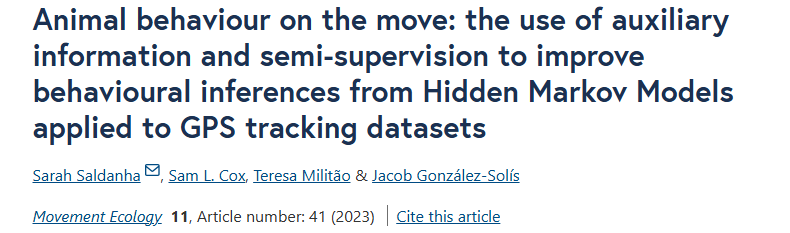 Animal behaviour on the move: the use of auxiliary
information and semi-supervision to improve
behavioural inferences from Hidden Markov Models
applied to GPS tracking datasets
Sarah Saldanha, Sam L. Cox, Teresa Militão & Jacob González-Solís
Movement Ecology 11, Article number: 41 (2023) Cite this article